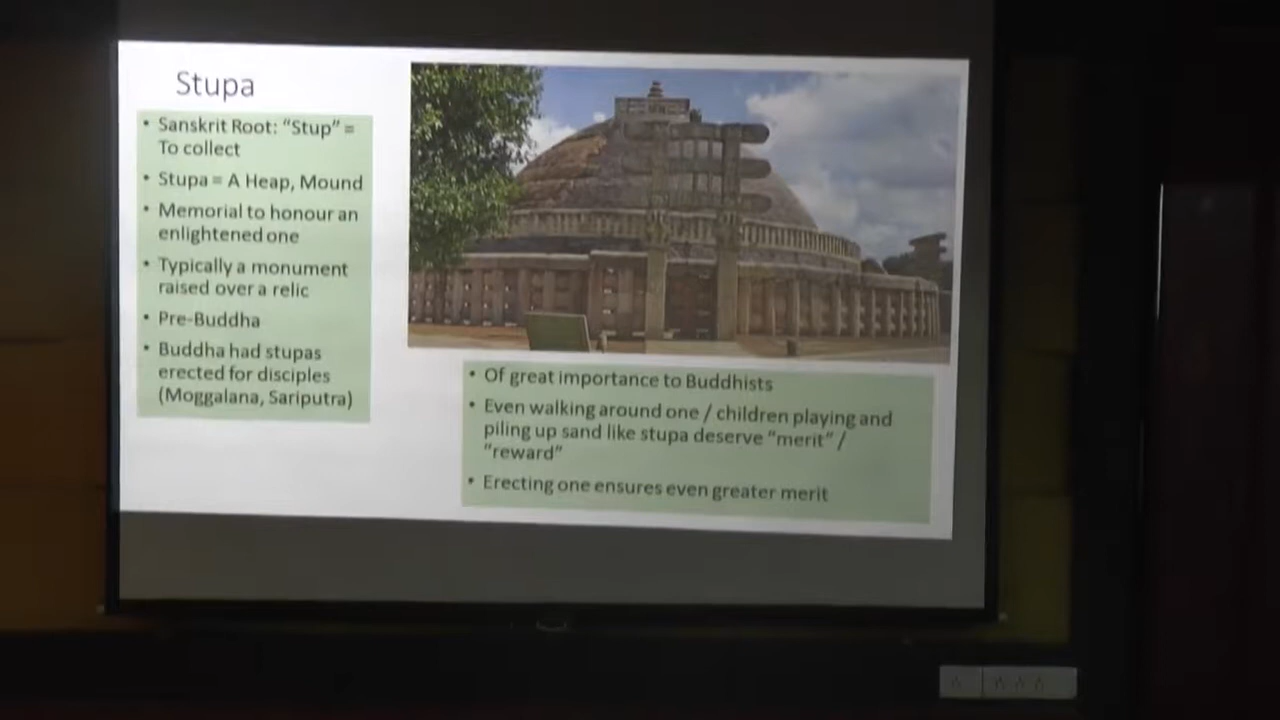 Stupa
• Sanskrit Root: “Stup” =
To collect
• Stupa = A Heap, Mound
• Memorial to honour an
enlightened one
• Typically a monument
raised over a relic
• Pre-Buddha
• Buddha had stupas
erected for disciples
(Moggalana, Sariputra)
• Of great importance to Buddhists
• Even walking around one / children playing and
piling up sand like stupa deserve “merit” /
“reward”
• Erecting one ensures even greater merit